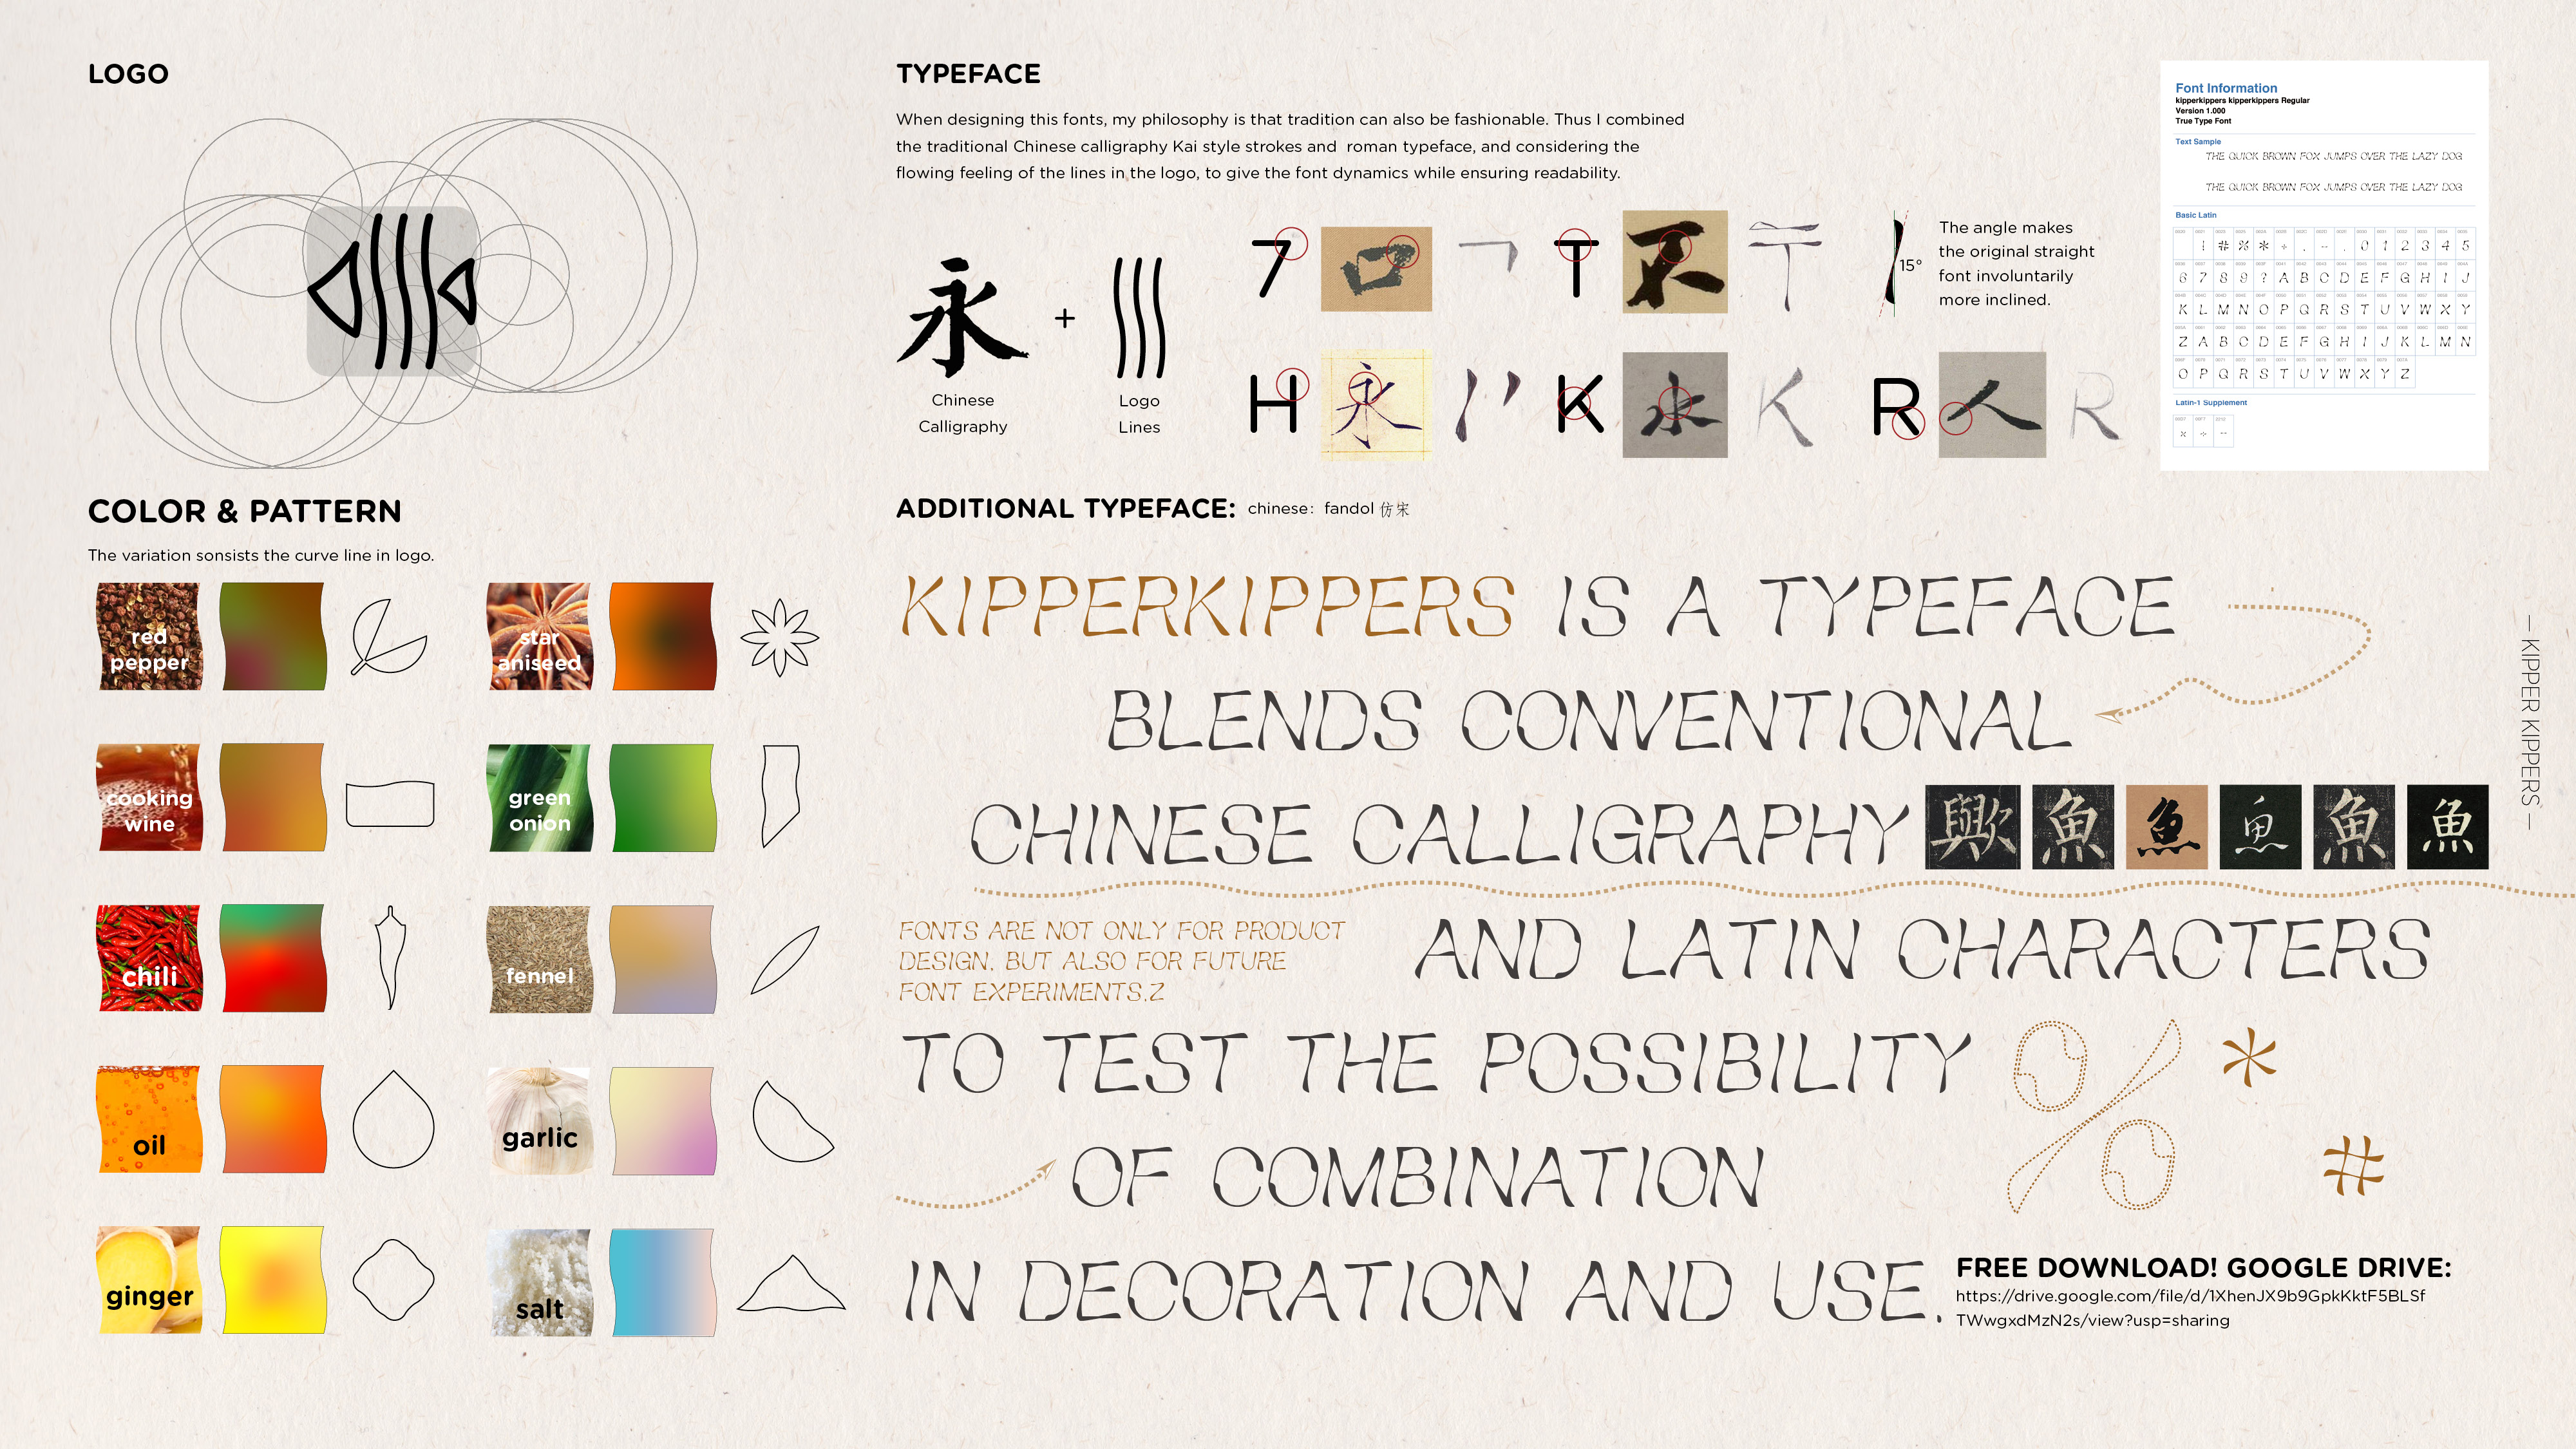 LOGO
TYPEFACE
When designing this fonts, my philosophy is that tradition can also be fashionable. Thus I combined
the traditional Chinese calligraphy Kai style strokes and roman typeface, and considering the
flowing feeling of the lines in the logo, to give the font dynamics while ensuring readability.
永
+
Chinese
Calligraphy
Logo
Lines
7
T
15°
The angle makes
the original straight
font involuntarily
more inclined.
H
永
K
K
R
R
Font Information
kipperkippers kipperkippers Regular
Version 1.000
True Type Font
Text Sample
THE QUICK BROWN FOX JUMPS OVER THE LAZY DOG
THE QUICK BROWN FOX JUMPS OVER THE LAZY DOG
Basic Latin
! # % * + , - . 0 1 2 3 4 5
6 7 8 9 ? A B C D E F G H I J
K L M N O P Q R S T U V W X Y
Z A B C D E F G H I J K L M N
O P Q R S T U V W X Y Z
Latin-1 Supplement
× ÷
COLOR & PATTERN
The variation sonsists the curve line in logo.
red
pepper
star
aniseed
cooking
wine
green
onion
chili
fennel
oil
garlic
ginger
salt
ADDITIONAL TYPEFACE: chinese: fandol 仿宋
KIPPERKIPPERS IS A TYPEFACE
BLENDS CONVENTIONAL
CHINESE CALLIGRAPHY
魚 魚 魚 魚 魚
FONTS ARE NOT ONLY FOR PRODUCT
DESIGN, BUT ALSO FOR FUTURE
FONT EXPERIMENTS.Z
AND LATIN CHARACTERS
TO TEST THE POSSIBILITY
% * #
OF COMBINATION
IN DECORATION AND USE.
FREE DOWNLOAD! GOOGLE DRIVE:
https://drive.google.com/file/d/1XhenJX9b9GpkKktF5BLSf
TWwgxdMzN2s/view?usp=sharing
— KIPPER KIPPERS —